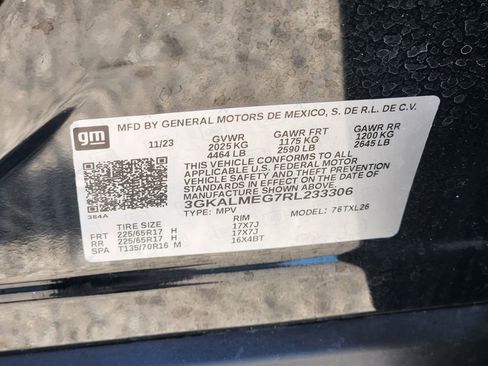 gm
MFD BY GENERAL MOTORS DE MEXICO, S. DE R.L. DE C.V.
11/23 GVWR GAWR FRT GAWR RR
2025 KG 1175 KG 1200 KG
4464 LB 2590 LB 2645 LB
THIS VEHICLE CONFORMS TO ALL
APPLICABLE U.S. FEDERAL MOTOR
VEHICLE SAFETY AND THEFT
PREVENTION STANDARDS IN EFFECT ON
THE DATE OF MANUFACTURE SHOWN ABOVE.
3GKALMEG7RL233306
384A TYPE: MPV MODEL: 76TXL26
TIRE SIZE RIM
FRT 225/65R17 H 17X7J
RR 225/65R17 H 17X7J
SPA T135/70R16 M 16X4BT